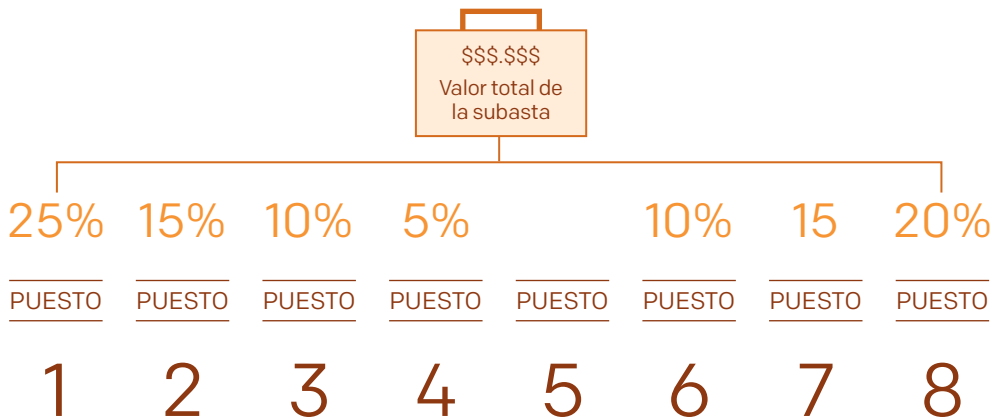 $$$.$$$
Valor total de
la subasta
25% 15% 10% 5% 10% 15 20%
PUESTO PUESTO PUESTO PUESTO PUESTO PUESTO PUESTO PUESTO
1 2 3 4 5 6 7 8